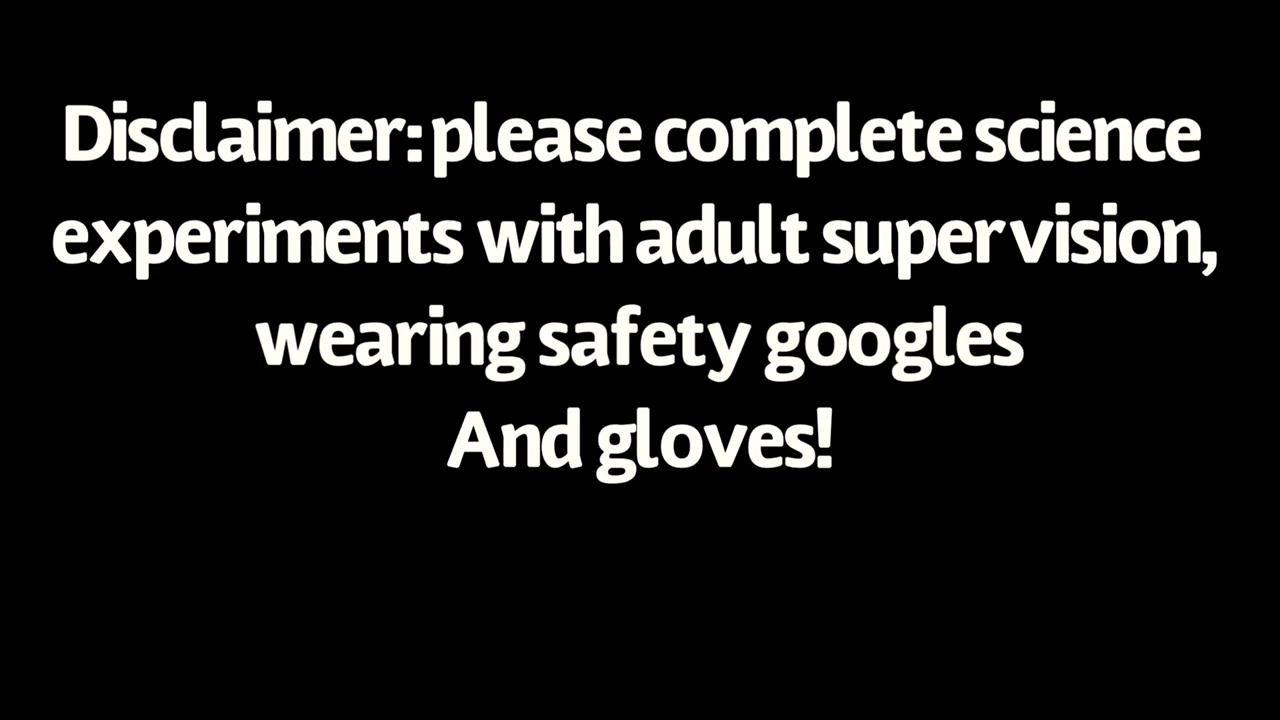 Disclaimer: please complete science
experiments with adult supervision,
wearing safety googles
And gloves!